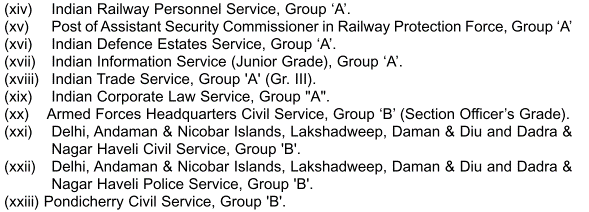 (xiv) Indian Railway Personnel Service, Group ‘A’.
(xv) Post of Assistant Security Commissioner in Railway Protection Force, Group ‘A’
(xvi) Indian Defence Estates Service, Group ‘A’.
(xvii) Indian Information Service (Junior Grade), Group ‘A’.
(xviii) Indian Trade Service, Group 'A' (Gr. III).
(xix) Indian Corporate Law Service, Group "A".
(xx) Armed Forces Headquarters Civil Service, Group ‘B’ (Section Officer’s Grade).
(xxi) Delhi, Andaman & Nicobar Islands, Lakshadweep, Daman & Diu and Dadra &
Nagar Haveli Civil Service, Group 'B'.
(xxii) Delhi, Andaman & Nicobar Islands, Lakshadweep, Daman & Diu and Dadra &
Nagar Haveli Police Service, Group 'B'.
(xxiii) Pondicherry Civil Service, Group 'B'.